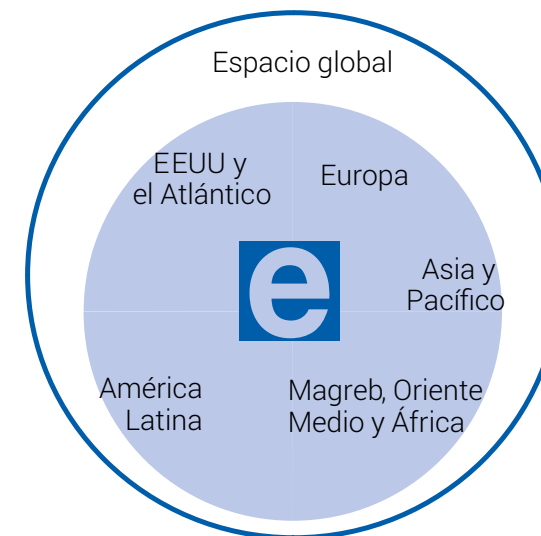 Espacio global
EEUU y
el Atlántico
Europa
Asia y
Pacífico
e
América
Latina
Magreb, Oriente
Medio y África